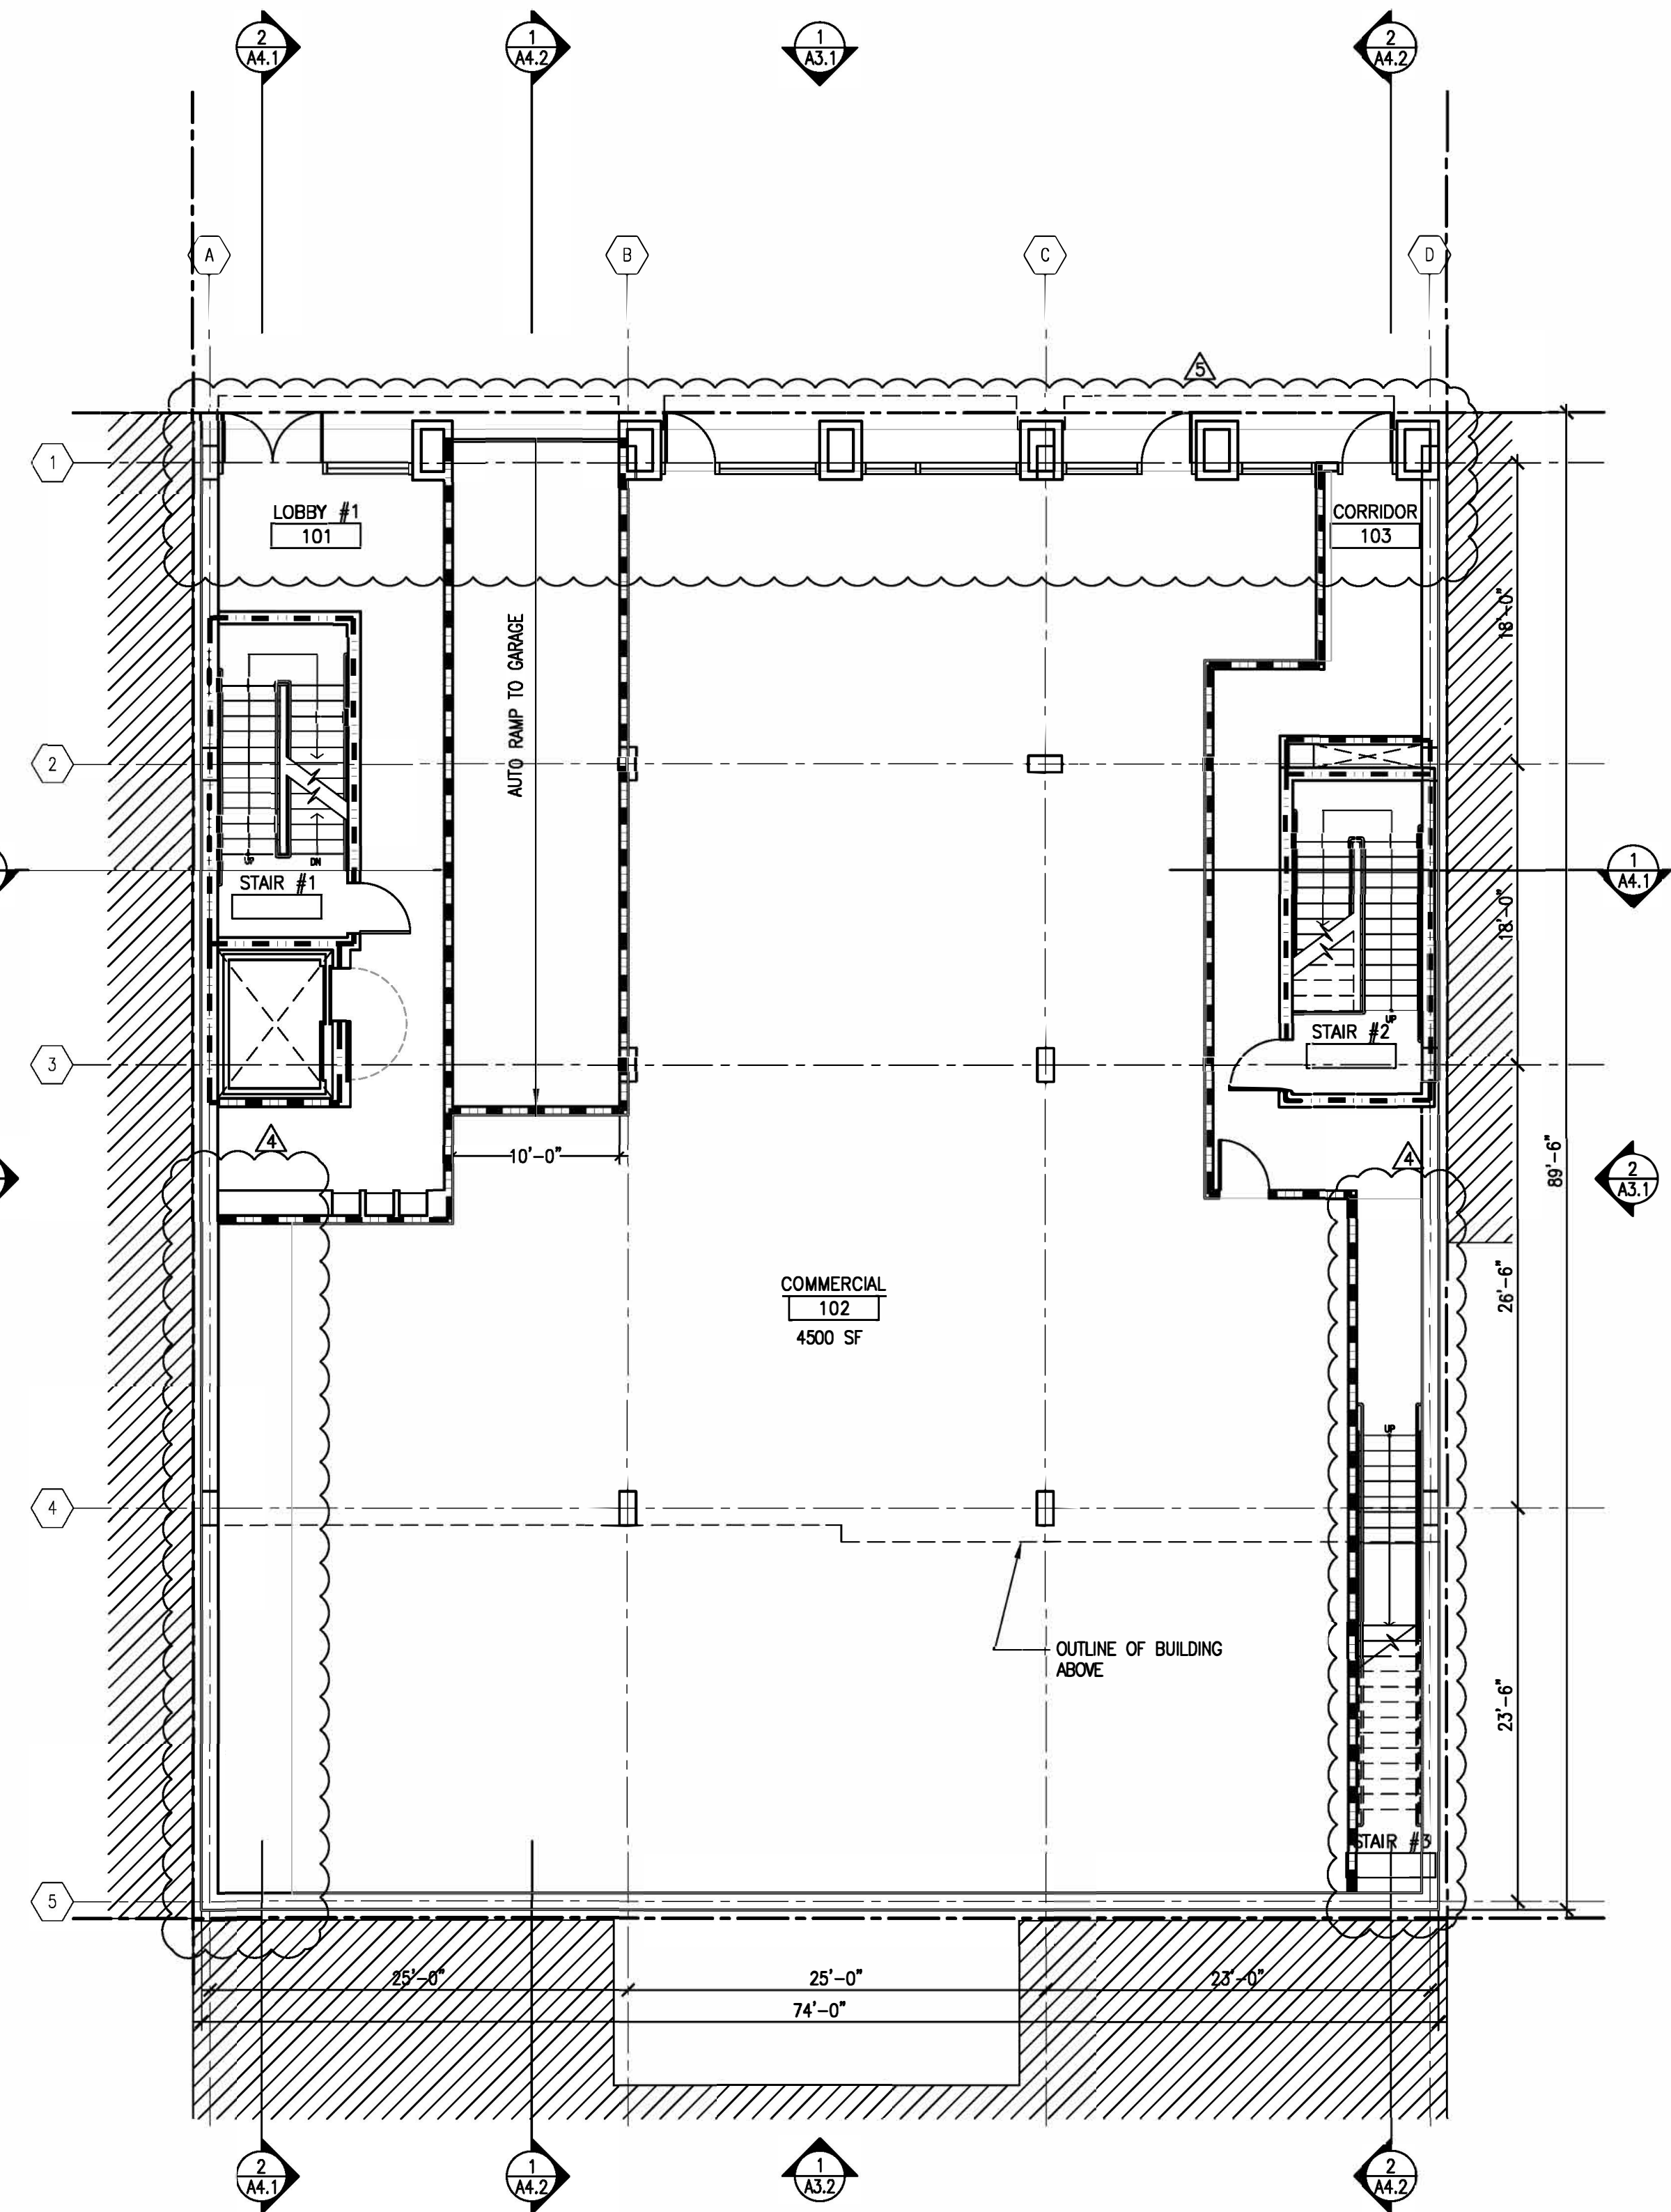 2
A4.1
1
A4.2
1
A3.1
2
A4.2
A
B
C
D
5
1
LOBBY #1
101
CORRIDOR
103
18'-0"
AUTO RAMP TO GARAGE
2
UP
DN
STAIR #1
1
A4.1
18'-0"
UP
STAIR #2
3
4
10'-0"
4
89'-6"
2
A3.1
COMMERCIAL
102
4500 SF
26'-6"
UP
4
OUTLINE OF BUILDING
ABOVE
23'-6"
STAIR #3
5
25'-0"
25'-0"
23'-0"
74'-0"
2
A4.1
1
A4.2
1
A3.2
2
A4.2